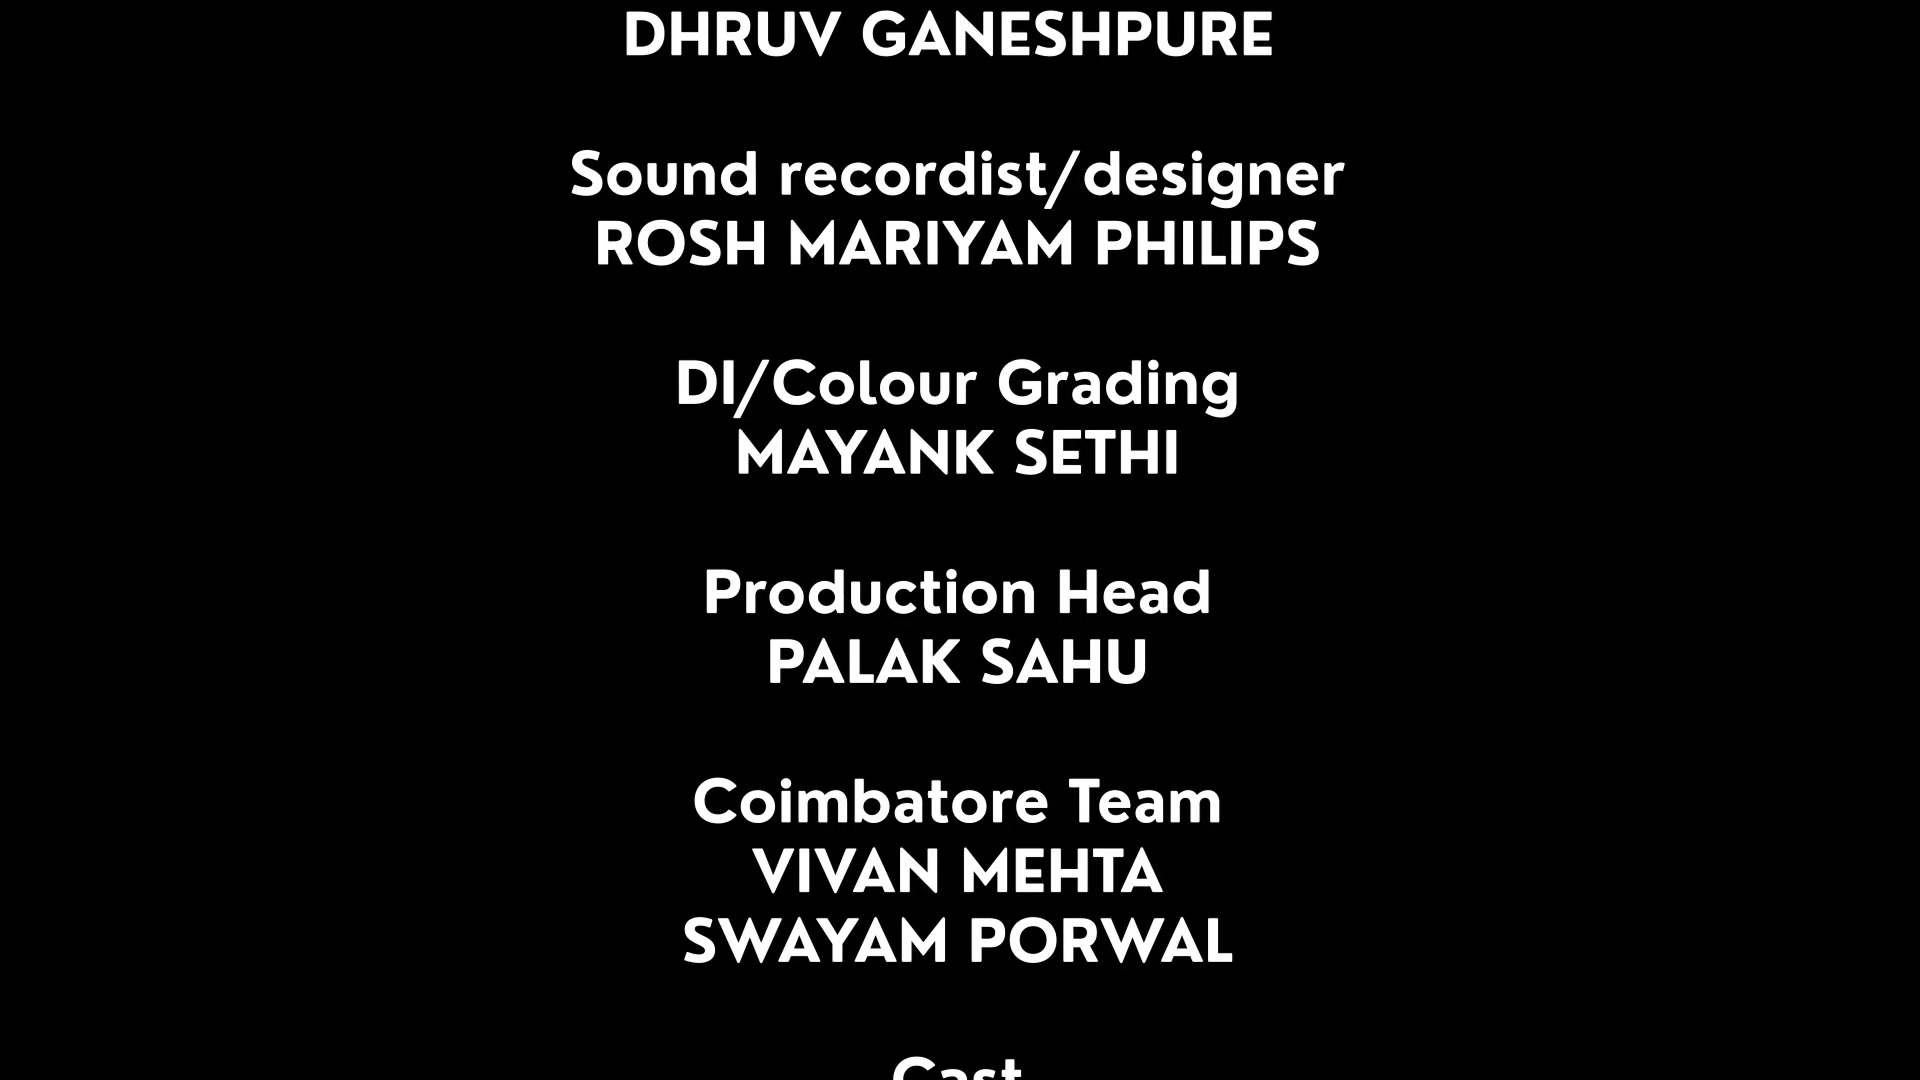 DHRUV GANESHPURE
Sound recordist/designer
ROSH MARIYAM PHILIPS
DI/Colour Grading
MAYANK SETHI
Production Head
PALAK SAHU
Coimbatore Team
VIVAN MEHTA
SWAYAM PORWAL
Cast